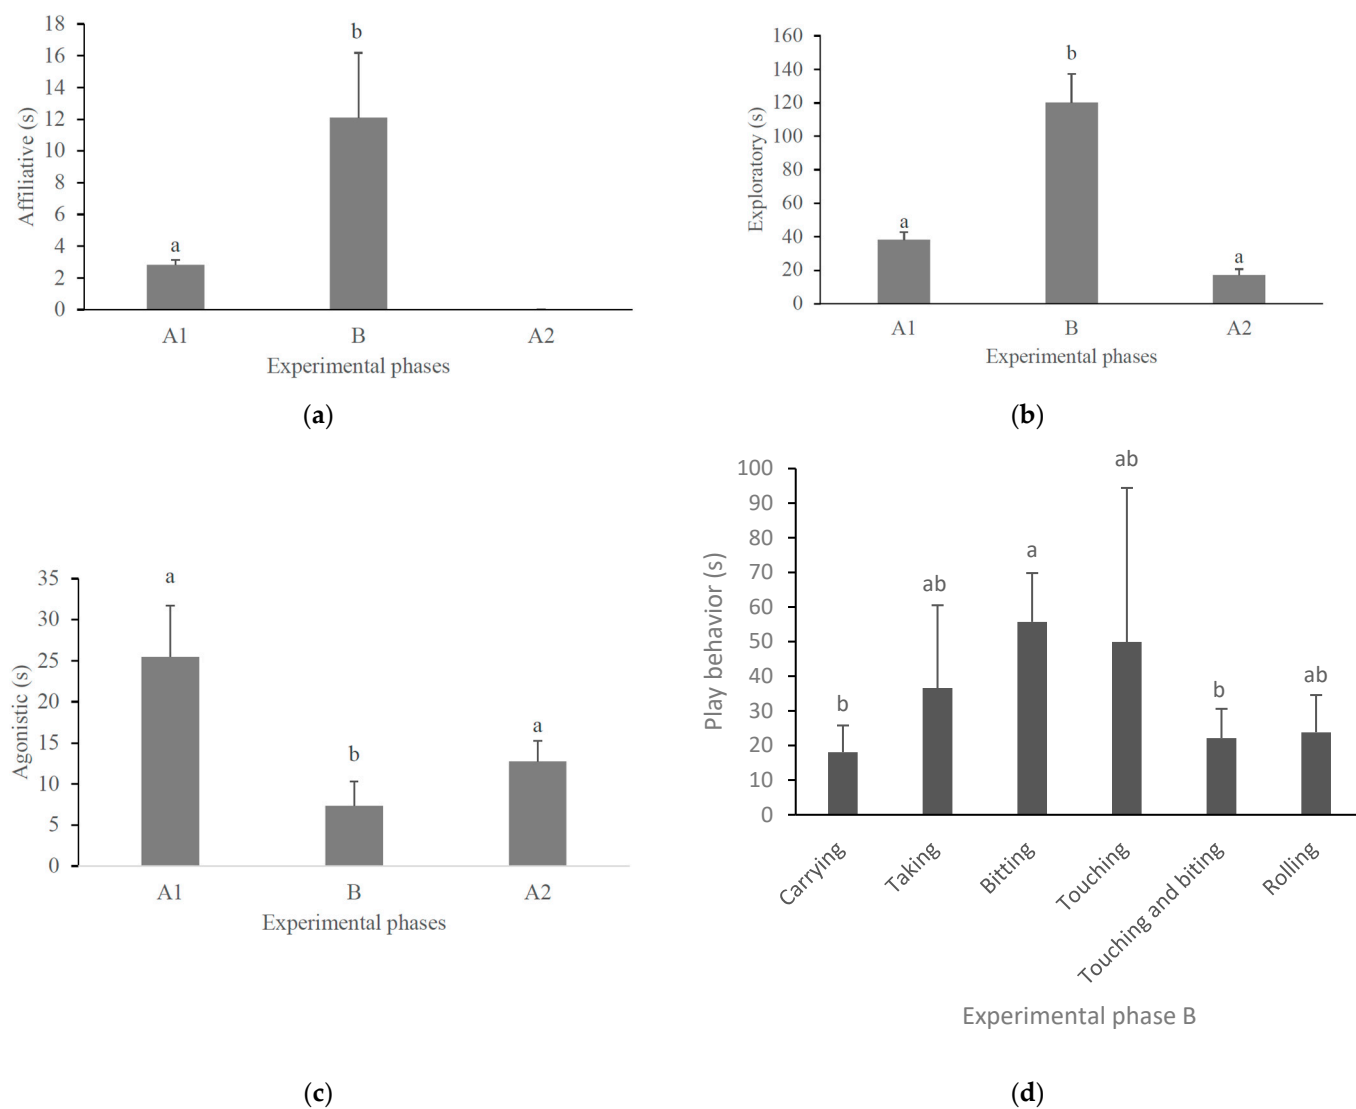 18
16
14
12
10
8
6
4
2
0
Affiliative (s)
a
b
A1
B
A2
Experimental phases
(a)
160
140
120
100
80
60
40
20
0
Exploratory (s)
a
b
a
A1
B
A2
Experimental phases
(b)
35
30
25
20
15
10
5
0
Agonistic (s)
a
b
a
A1
B
A2
Experimental phases
(c)
100
90
80
70
60
50
40
30
20
10
0
Play behavior (s)
b
ab
a
ab
b
ab
Carrying
Taking
Bitting
Touching
Touching and biting
Rolling
Experimental phase B
(d)